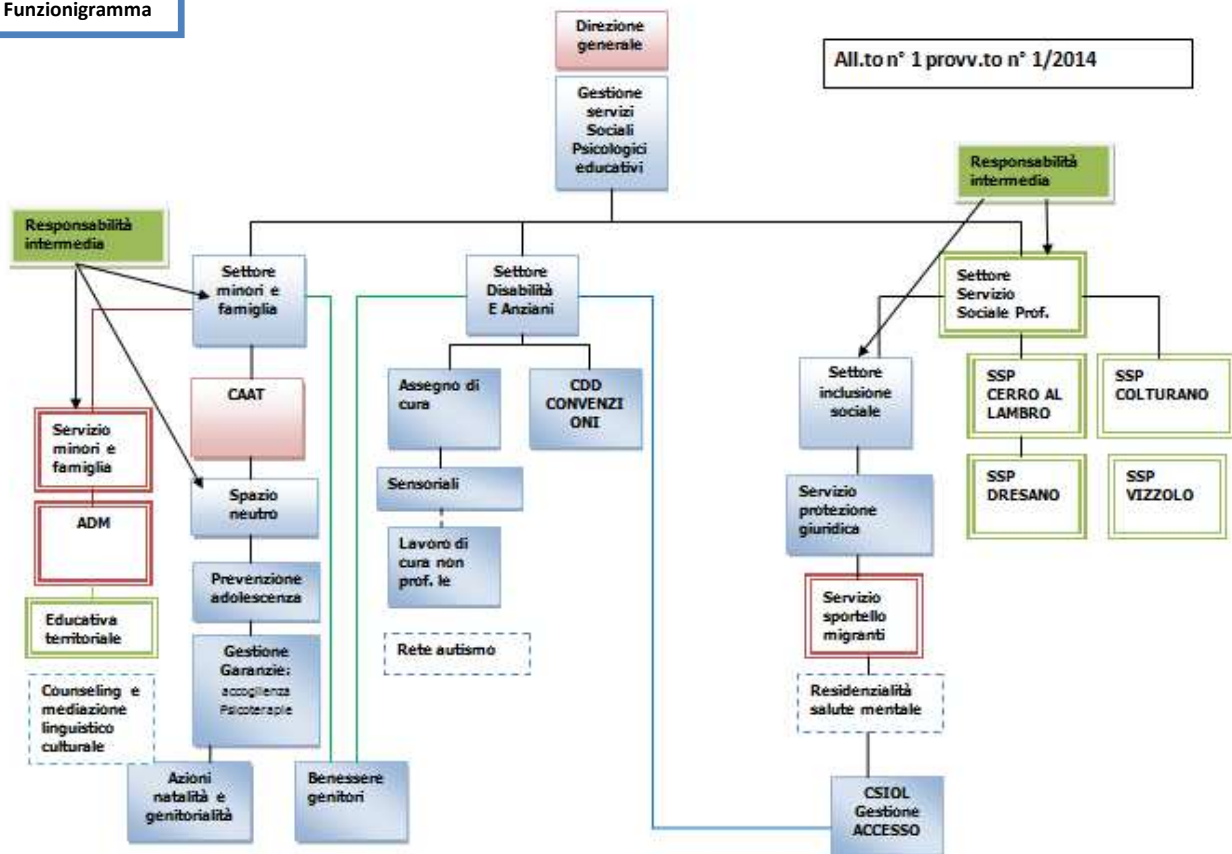 Funzionigramma
Direzione
generale
All.to n° 1 provv.to n° 1/2014
Gestione
servizi
Sociali
Psicologici
educativi
Responsabilità
intermedia
Responsabilità
intermedia
Settore
minori e
famiglia
Settore
Disabilità
E Anziani
Settore
Servizio
Sociale Prof.
CAAT
Assegno di
cura
CDD
CONVENZI
ONI
Settore
inclusione
sociale
SSP
CERRO AL
LAMBRO
SSP
COLTURANO
Servizio
minori e
famiglia
Sensoriali
Spazio
neutro
Servizio
protezione
giuridica
SSP
DRESANO
SSP
VIZZOLO
ADM
Lavoro di
cura non
prof. le
Prevenzione
adolescenza
Servizio
sportello
migranti
Educativa
territoriale
Rete autismo
Gestione
Garanzie:
accoglienza
Psicoterapie
Counseling e
mediazione
linguistico
culturale
Residenzialità
salute mentale
Azioni
natalità e
genitorialità
Benessere
genitori
CSIOL
Gestione
ACCESSO